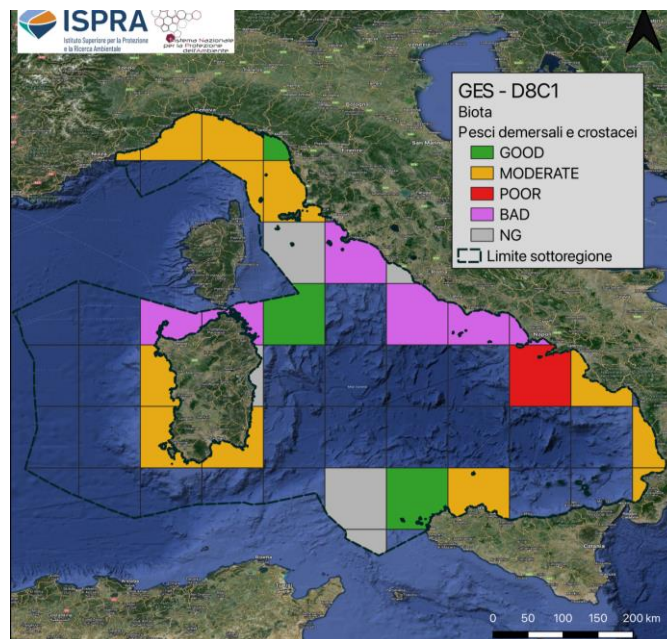 ISPRA
Istituto Superiore per la Protezione
e la Ricerca Ambientale
Sistema Nazionale
per la Protezione
dell'Ambiente
GES - D8C1
Biota
Pesci demersali e crostacei
GOOD
MODERATE
POOR
BAD
NG
Limite sottoregione
0 50 100 150 200 km